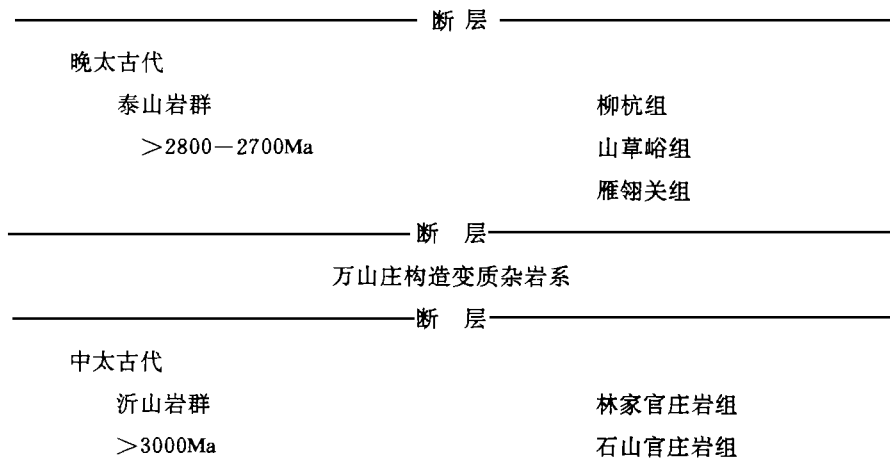 断 层
晚太古代
泰山岩群 柳杭组
>2800—2700Ma 山草峪组
雁翎关组
断 层
万山庄构造变质杂岩系
断 层
中太古代
沂山岩群 林家官庄岩组
>3000Ma 石山官庄岩组